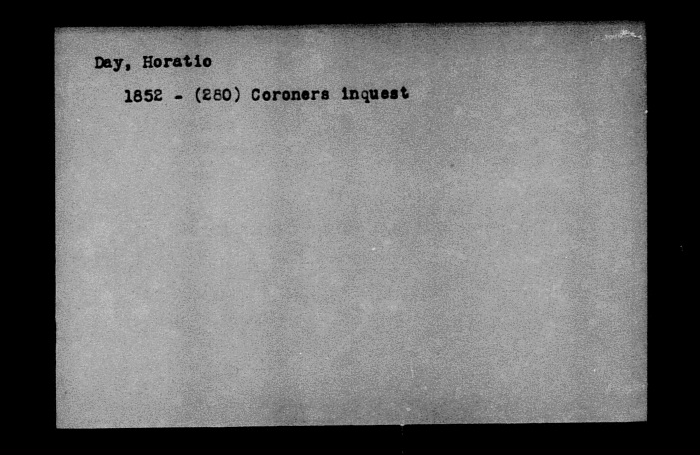 Day, Horatio
1852 - (280) Coroners inquest